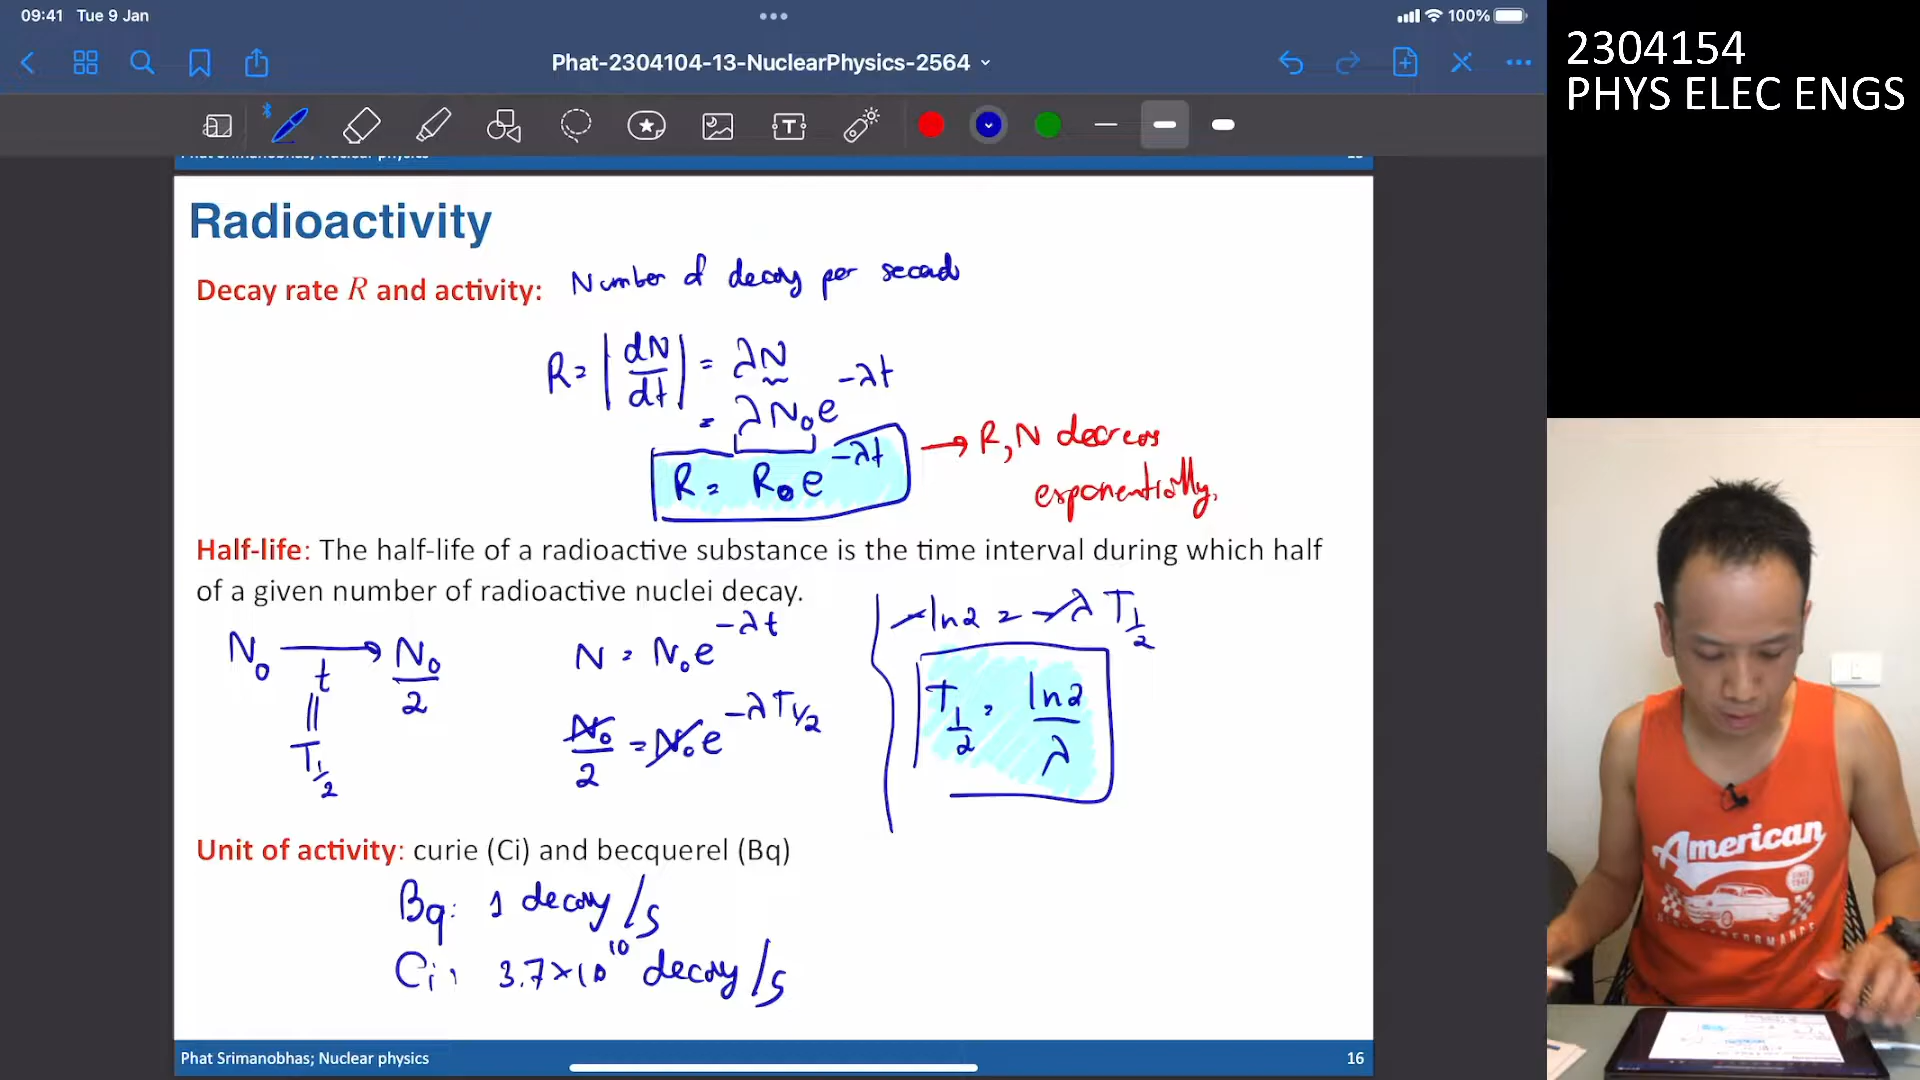 09:41 Tue 9 Jan
100%
Phat-2304104-13-NuclearPhysics-2564
2304154
PHYS ELEC ENGS
Radioactivity
Decay rate R and activity: Number of decay per second
R = |dN/dt| = λN
= λN₀e^-λt
R = R₀e^-λt
→ R, N decreas
exponentially.
Half-life: The half-life of a radioactive substance is the time interval during which half
of a given number of radioactive nuclei decay.
N₀ → N₀/2
t
||
T½
N = N₀e^-λt
N₀/2 = N₀e^-λT½
-ln2 = -λT½
T½ = ln2/λ
Unit of activity: curie (Ci) and becquerel (Bq)
Bq: 1 decay/s
Ci: 3.7×10^10 decay/s
Phat Srimanobhas; Nuclear physics
16
American
SINCE